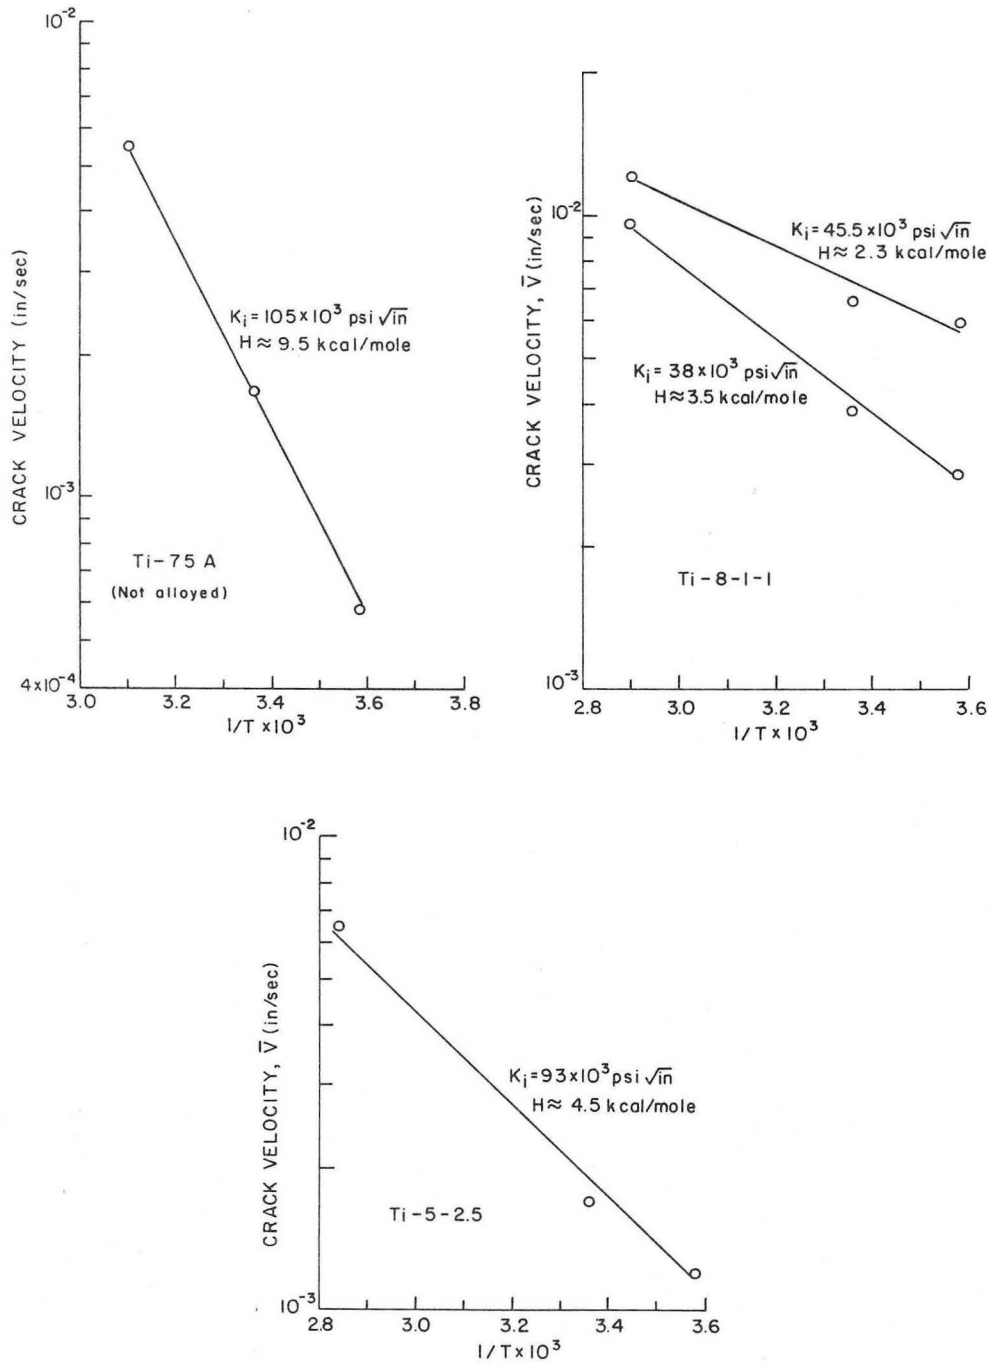 10⁻²
CRACK VELOCITY (in/sec)
Kᵢ=105×10³ psi √in
H≈ 9.5 kcal/mole
10⁻³
Ti-75 A
(Not alloyed)
4×10⁻⁴
3.0 3.2 3.4 3.6 3.8
1/T×10³
CRACK VELOCITY, V̄ (in/sec)
10⁻²
Kᵢ=45.5×10³ psi √in
H≈ 2.3 kcal/mole
Kᵢ=38×10³ psi √in
H≈3.5 kcal/mole
Ti-8-1-1
10⁻³
2.8 3.0 3.2 3.4 3.6
1/T×10³
10⁻²
CRACK VELOCITY, V̄ (in/sec)
Kᵢ=93×10³ psi √in
H≈ 4.5 kcal/mole
Ti-5-2.5
10⁻³
2.8 3.0 3.2 3.4 3.6
1/T×10³